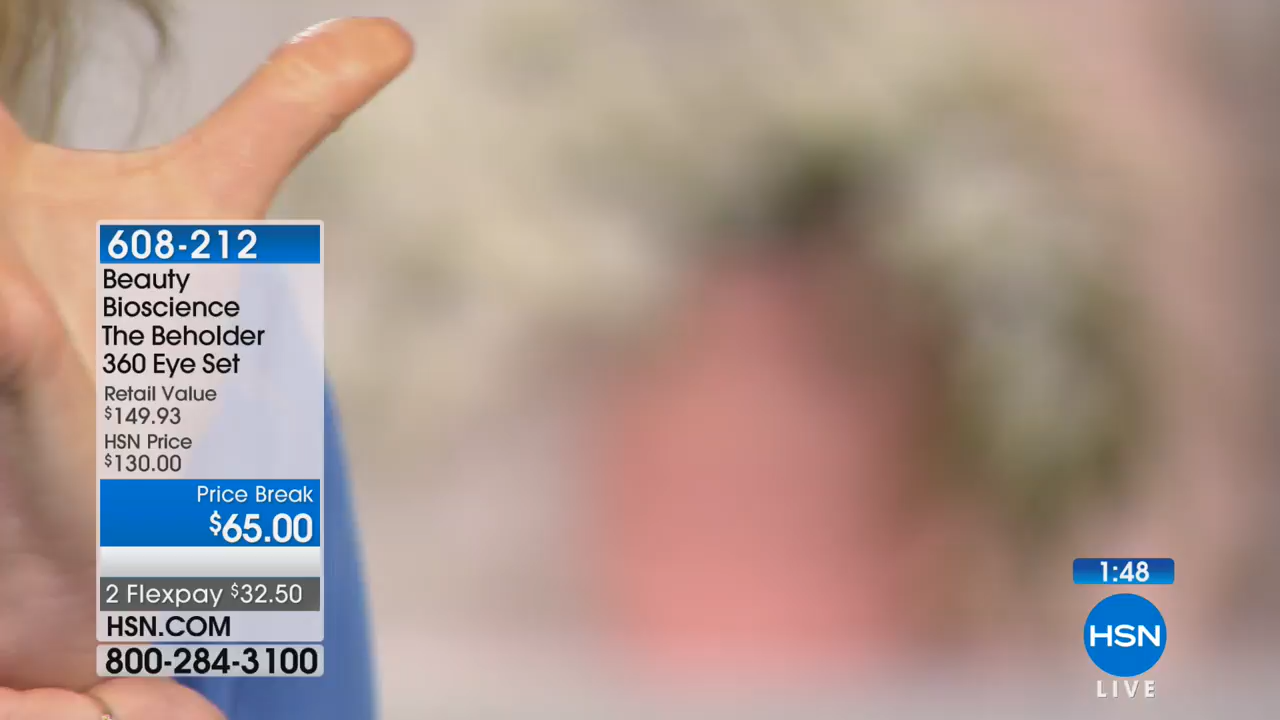 608-212
Beauty
Bioscience
The Beholder
360 Eye Set
Retail Value
$149.93
HSN Price
$130.00
Price Break
$65.00
2 Flexpay $32.50
HSN.COM
800-284-3100
1:48
HSN
LIVE